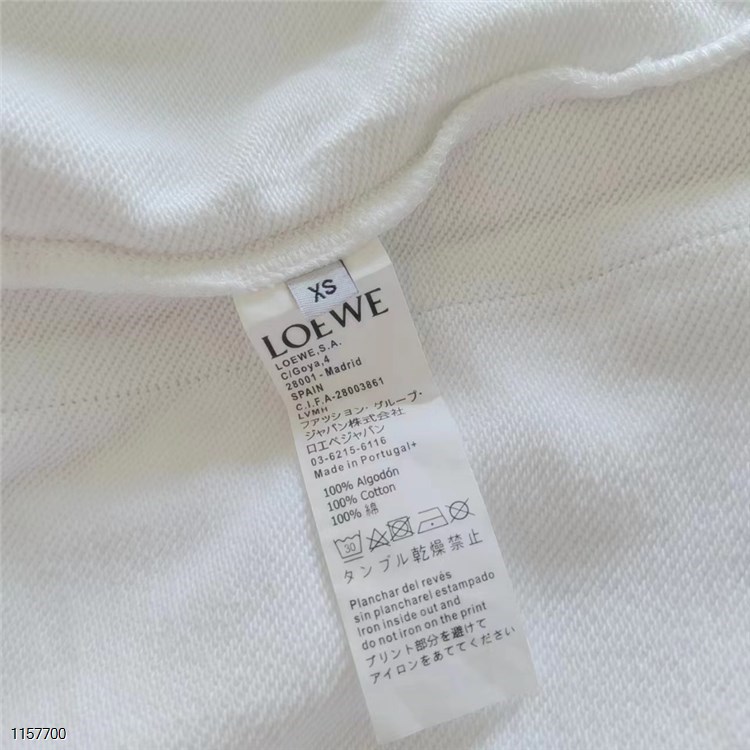 XS
LOEWE
LOEWE,S.A.
C/Goya,4
28001 - Madrid
SPAIN
C.I.F.A-28003861
LVMH
ファッション・グループ・
ジャパン株式会社
ロエベジャパン
03-6215-6116
Made in Portugal+
100% Algodón
100% Cotton
100% 綿
30
タンブル乾燥禁止
Planchar del revés
sin plancharel estampado
Iron inside out and
do not iron on the print
プリント部分を避けて
アイロンをあててください
1157700